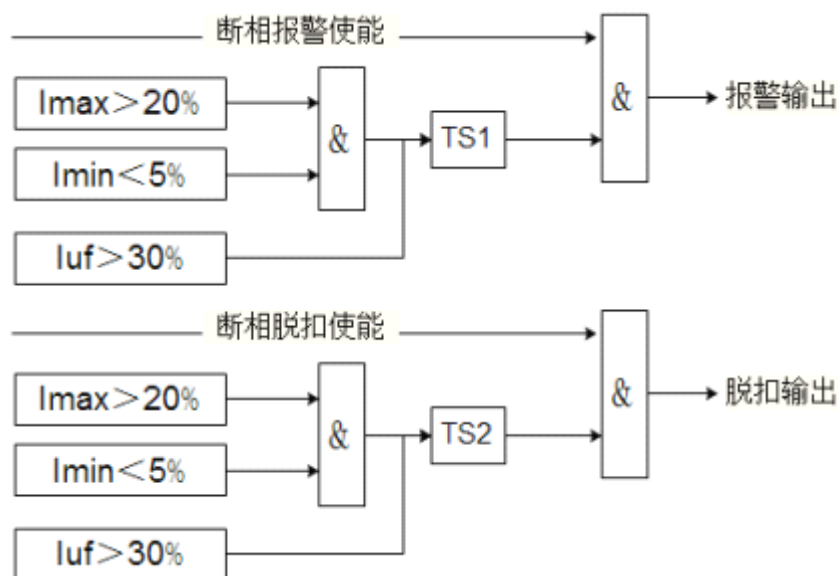 断相报警使能
Imax＞20%
&
&
报警输出
TS1
Imin＜5%
Iuf＞30%
断相脱扣使能
Imax＞20%
&
&
脱扣输出
TS2
Imin＜5%
Iuf＞30%